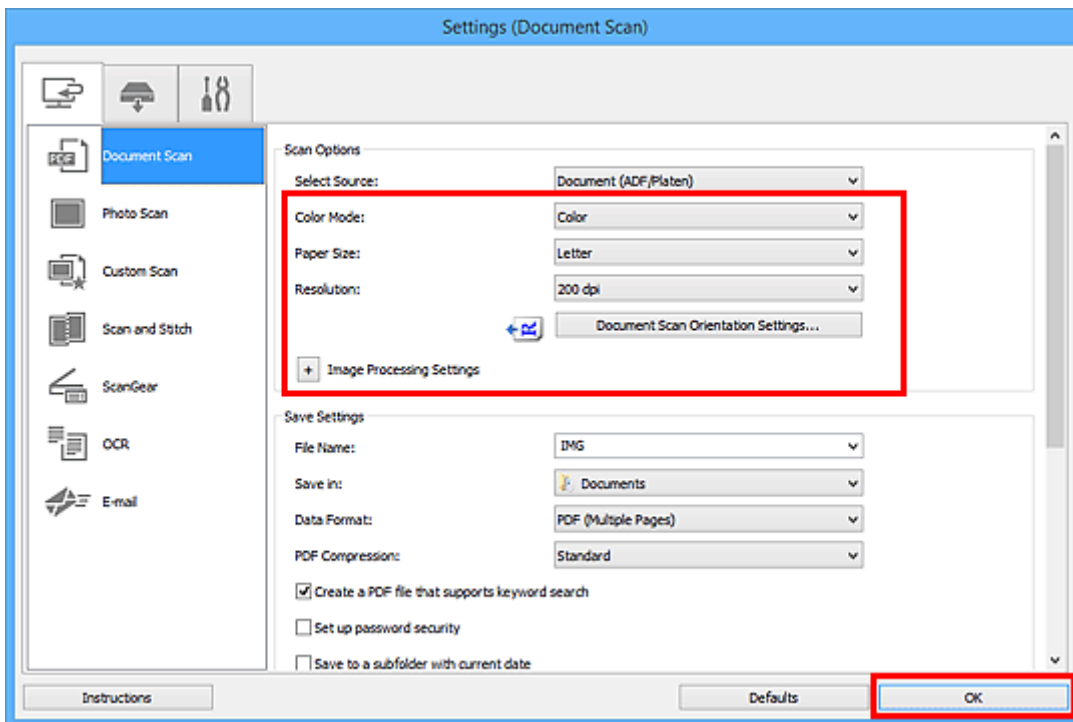 Settings (Document Scan)
Document Scan
Photo Scan
Custom Scan
Scan and Stitch
ScanGear
OCR
E-mail
Scan Options
Select Source: Document (ADF/Platen)
Color Mode: Color
Paper Size: Letter
Resolution: 200 dpi
Document Scan Orientation Settings...
+ Image Processing Settings
Save Settings
File Name: IMG
Save in: Documents
Data Format: PDF (Multiple Pages)
PDF Compression: Standard
Create a PDF file that supports keyword search
Set up password security
Save to a subfolder with current date
Instructions Defaults OK